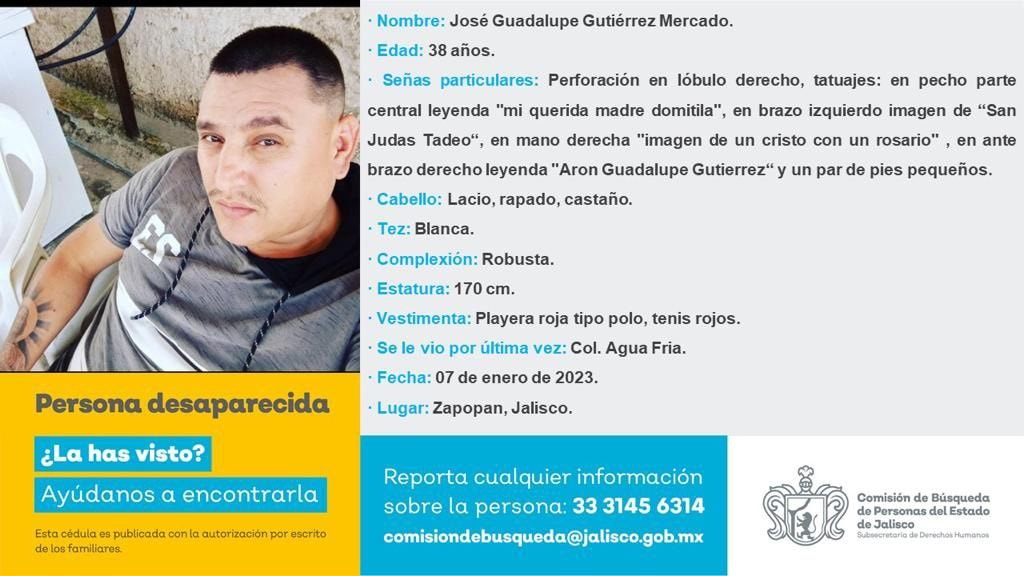 · Nombre: José Guadalupe Gutiérrez Mercado.
· Edad: 38 años.
· Señas particulares: Perforación en lóbulo derecho, tatuajes: en pecho parte
central leyenda "mi querida madre domitila", en brazo izquierdo imagen de “San
Judas Tadeo“, en mano derecha "imagen de un cristo con un rosario" , en ante
brazo derecho leyenda "Aron Guadalupe Gutierrez“ y un par de pies pequeños.
· Cabello: Lacio, rapado, castaño.
· Tez: Blanca.
· Complexión: Robusta.
· Estatura: 170 cm.
· Vestimenta: Playera roja tipo polo, tenis rojos.
· Se le vio por última vez: Col. Agua Fria.
· Fecha: 07 de enero de 2023.
· Lugar: Zapopan, Jalisco.
ES
Persona desaparecida
¿La has visto?
Ayúdanos a encontrarla
Esta cédula es publicada con la autorización por escrito
de los familiares.
Reporta cualquier información
sobre la persona: 33 3145 6314
comisiondebusqueda@jalisco.gob.mx
Comisión de Búsqueda
de Personas del Estado
de Jalisco
Subsecretaría de Derechos Humanos